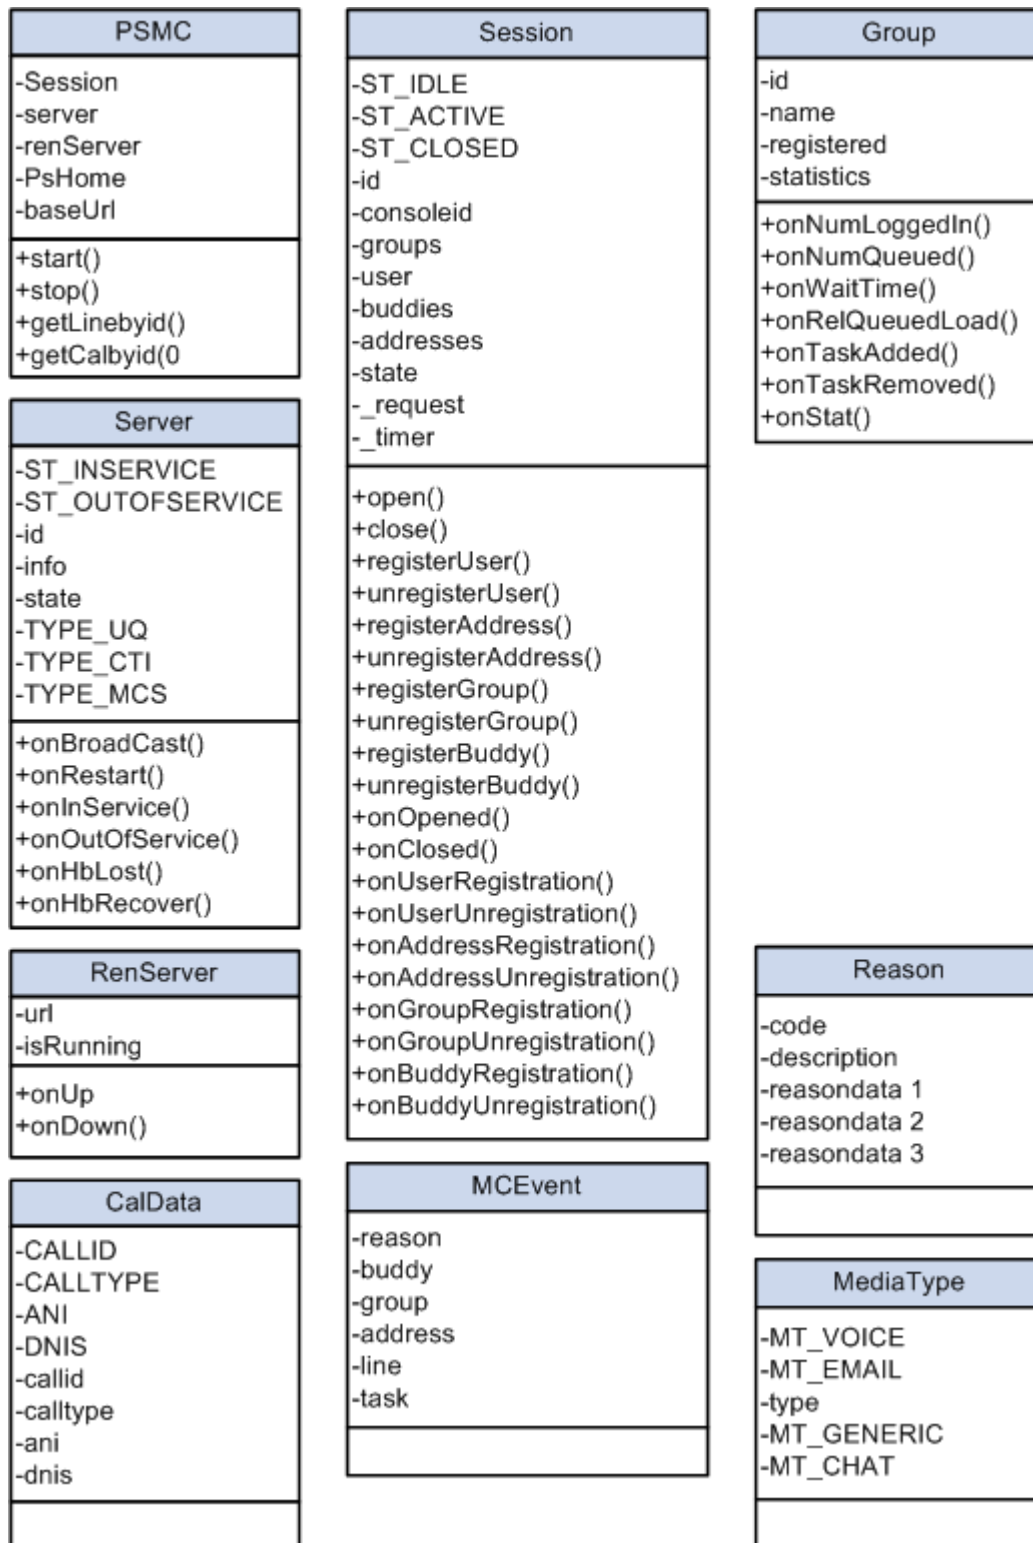 PSMC
-Session
-server
-renServer
-PsHome
-baseUrl
+start()
+stop()
+getLinebyid()
+getCalbyid(0
Server
-ST_INSERVICE
-ST_OUTOFSERVICE
-id
-info
-state
-TYPE_UQ
-TYPE_CTI
-TYPE_MCS
+onBroadCast()
+onRestart()
+onInService()
+onOutOfService()
+onHbLost()
+onHbRecover()
RenServer
-url
-isRunning
+onUp
+onDown()
CalData
-CALLID
-CALLTYPE
-ANI
-DNIS
-callid
-calltype
-ani
-dnis
Session
-ST_IDLE
-ST_ACTIVE
-ST_CLOSED
-id
-consoleid
-groups
-user
-buddies
-addresses
-state
-_request
-_timer
+open()
+close()
+registerUser()
+unregisterUser()
+registerAddress()
+unregisterAddress()
+registerGroup()
+unregisterGroup()
+registerBuddy()
+unregisterBuddy()
+onOpened()
+onClosed()
+onUserRegistration()
+onUserUnregistration()
+onAddressRegistration()
+onAddressUnregistration()
+onGroupRegistration()
+onGroupUnregistration()
+onBuddyRegistration()
+onBuddyUnregistration()
MCEvent
-reason
-buddy
-group
-address
-line
-task
Group
-id
-name
-registered
-statistics
+onNumLoggedIn()
+onNumQueued()
+onWaitTime()
+onRelQueuedLoad()
+onTaskAdded()
+onTaskRemoved()
+onStat()
Reason
-code
-description
-reasondata 1
-reasondata 2
-reasondata 3
MediaType
-MT_VOICE
-MT_EMAIL
-type
-MT_GENERIC
-MT_CHAT